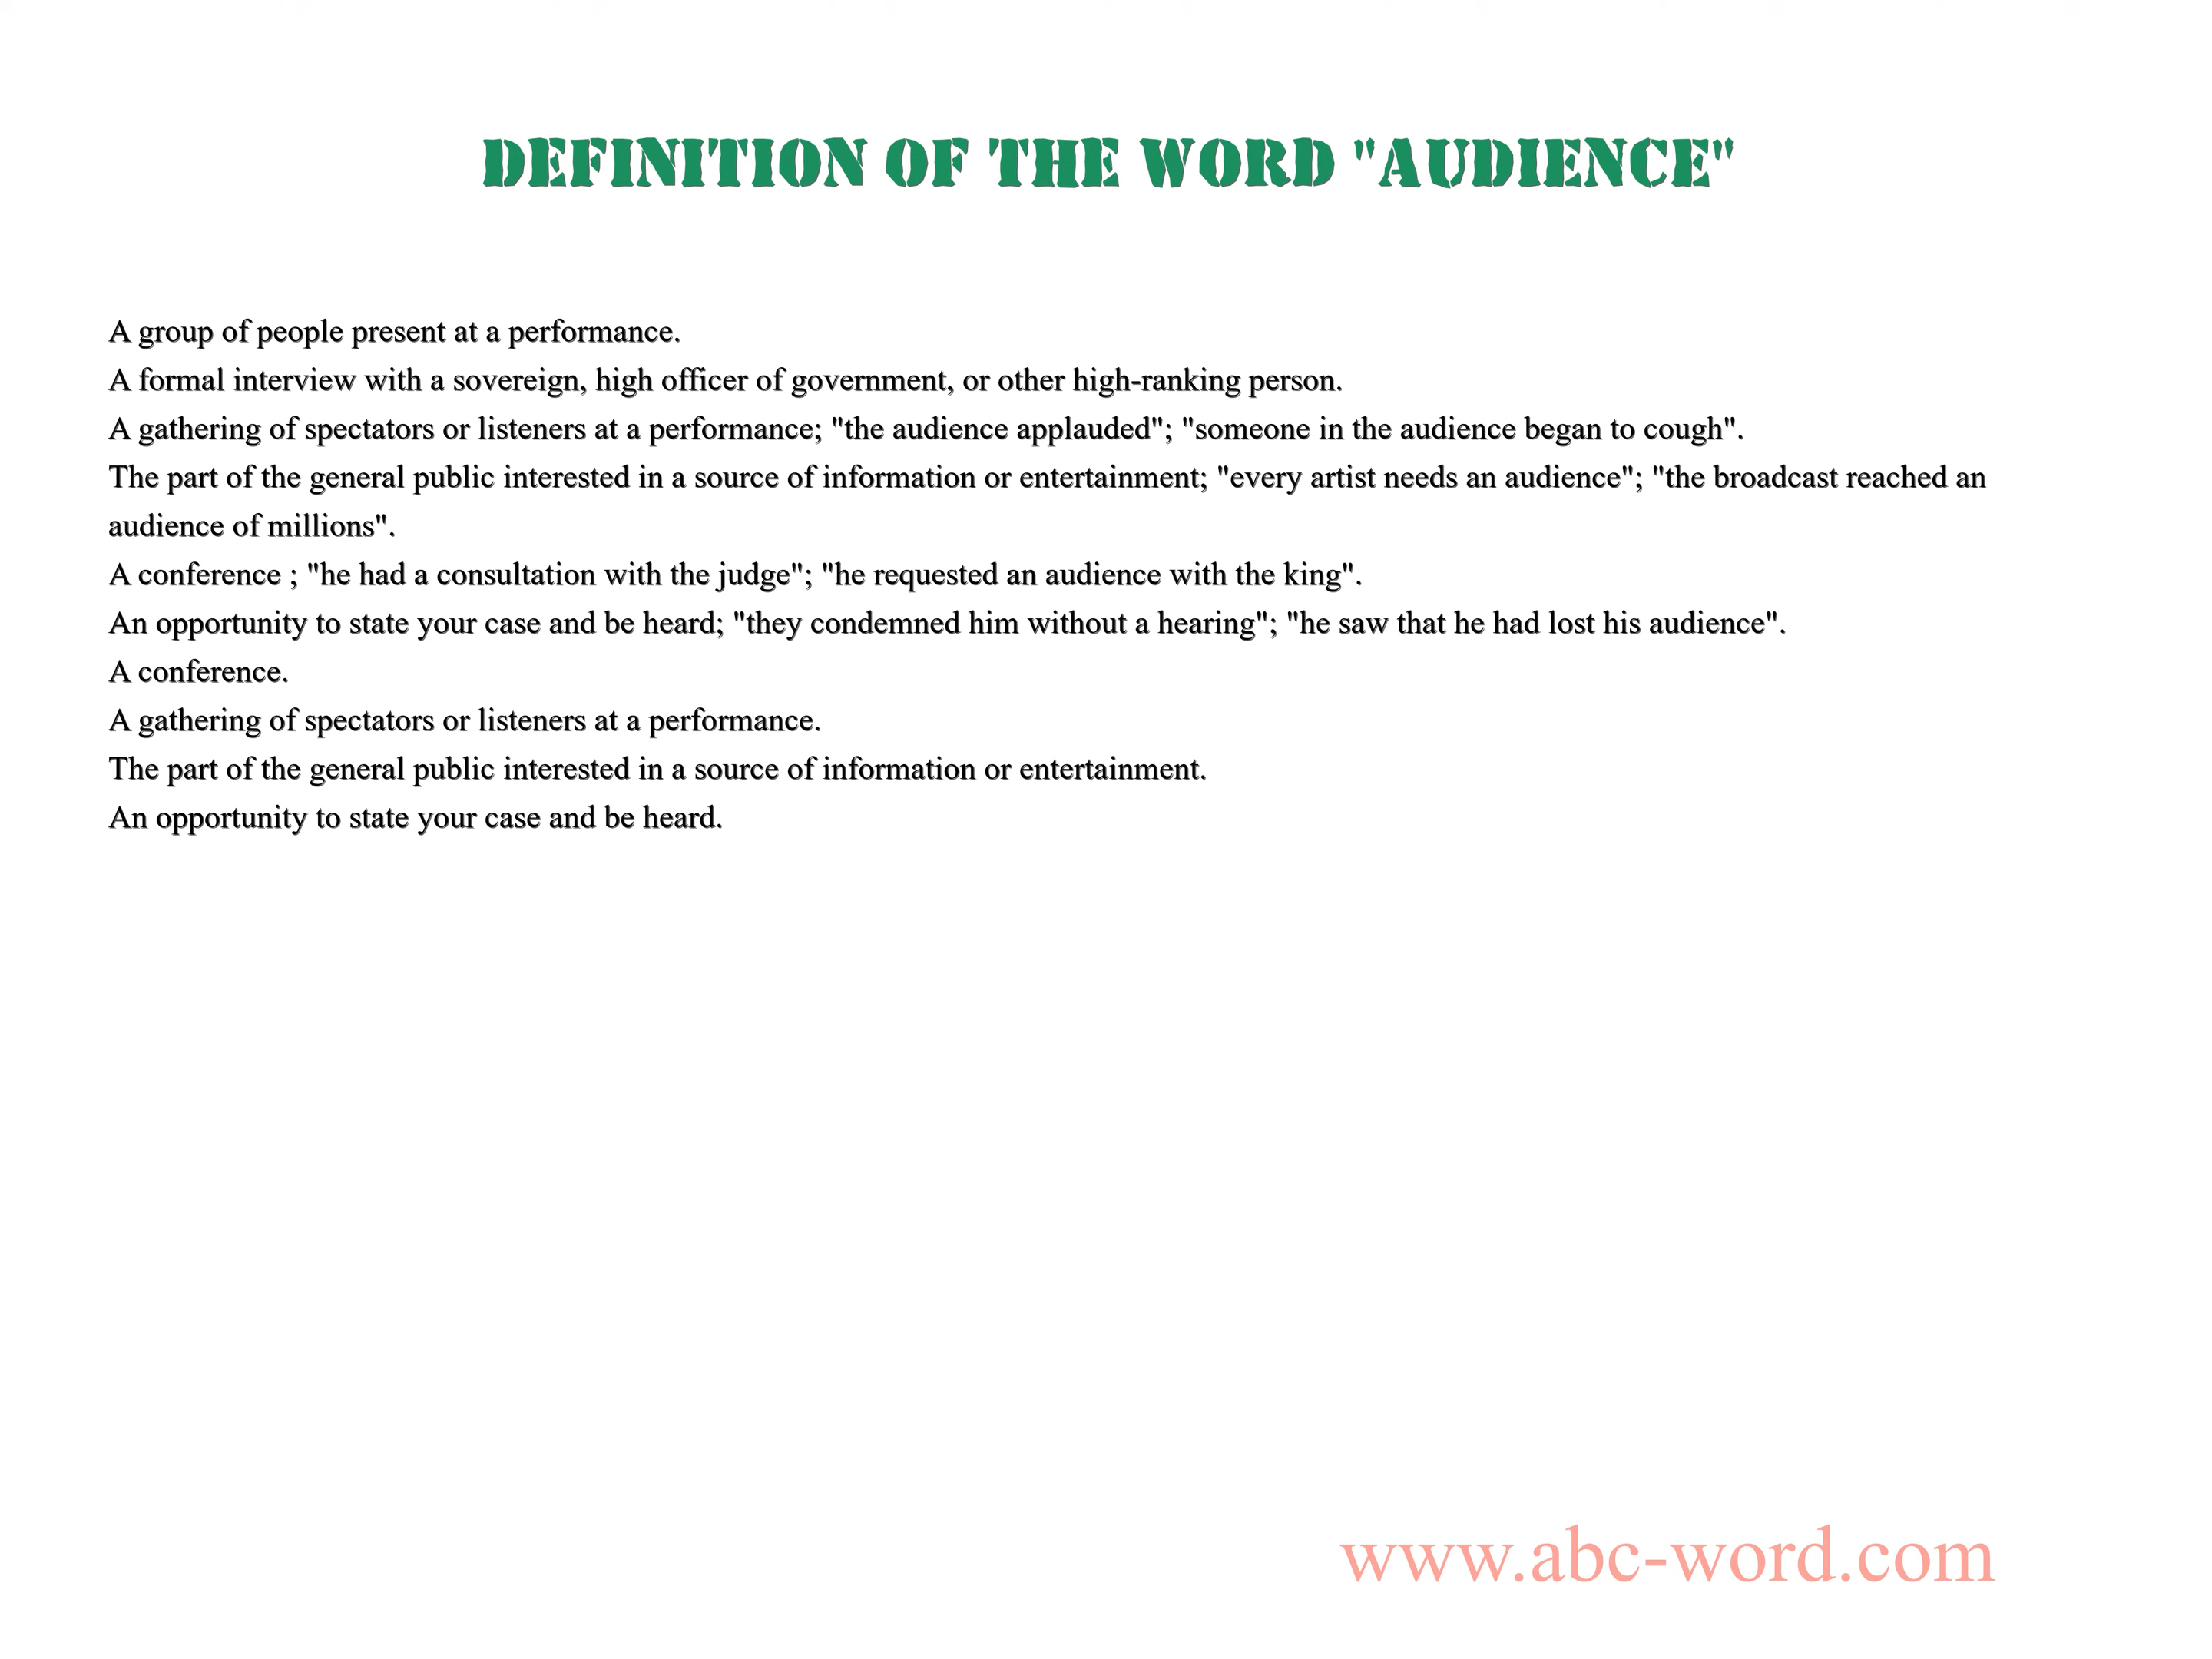 DEFINITION OF THE WORD "AUDIENCE"
A group of people present at a performance.
A formal interview with a sovereign, high officer of government, or other high-ranking person.
A gathering of spectators or listeners at a performance; "the audience applauded"; "someone in the audience began to cough".
The part of the general public interested in a source of information or entertainment; "every artist needs an audience"; "the broadcast reached an
audience of millions".
A conference ; "he had a consultation with the judge"; "he requested an audience with the king".
An opportunity to state your case and be heard; "they condemned him without a hearing"; "he saw that he had lost his audience".
A conference.
A gathering of spectators or listeners at a performance.
The part of the general public interested in a source of information or entertainment.
An opportunity to state your case and be heard.
www.abc-word.com